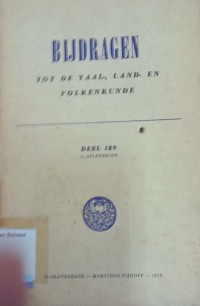 BIJDRAGEN
TOT DE TAAL-, LAND- EN
VOLKENKUNDE
DEEL 129
'S-GRAVENHAGE — MARTINUS NIJHOFF — 1973